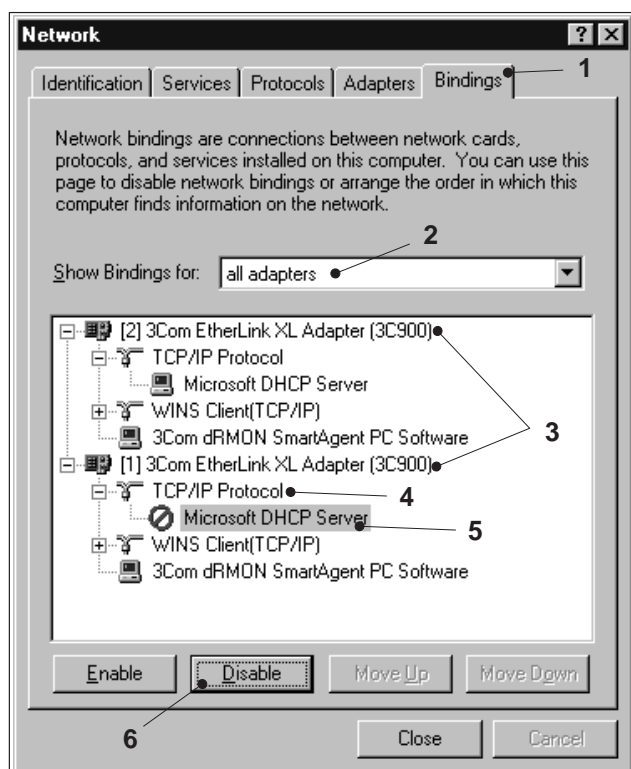 Network
Identification Services Protocols Adapters Bindings 1
Network bindings are connections between network cards,
protocols, and services installed on this computer. You can use this
page to disable network bindings or arrange the order in which this
computer finds information on the network.
2
Show Bindings for: all adapters
[2] 3Com EtherLink XL Adapter (3C900)
TCP/IP Protocol
Microsoft DHCP Server
WINS Client(TCP/IP)
3Com dRMON SmartAgent PC Software 3
[1] 3Com EtherLink XL Adapter (3C900)
TCP/IP Protocol 4
Microsoft DHCP Server 5
WINS Client(TCP/IP)
3Com dRMON SmartAgent PC Software
Enable Disable Move Up Move Down
6
Close Cancel